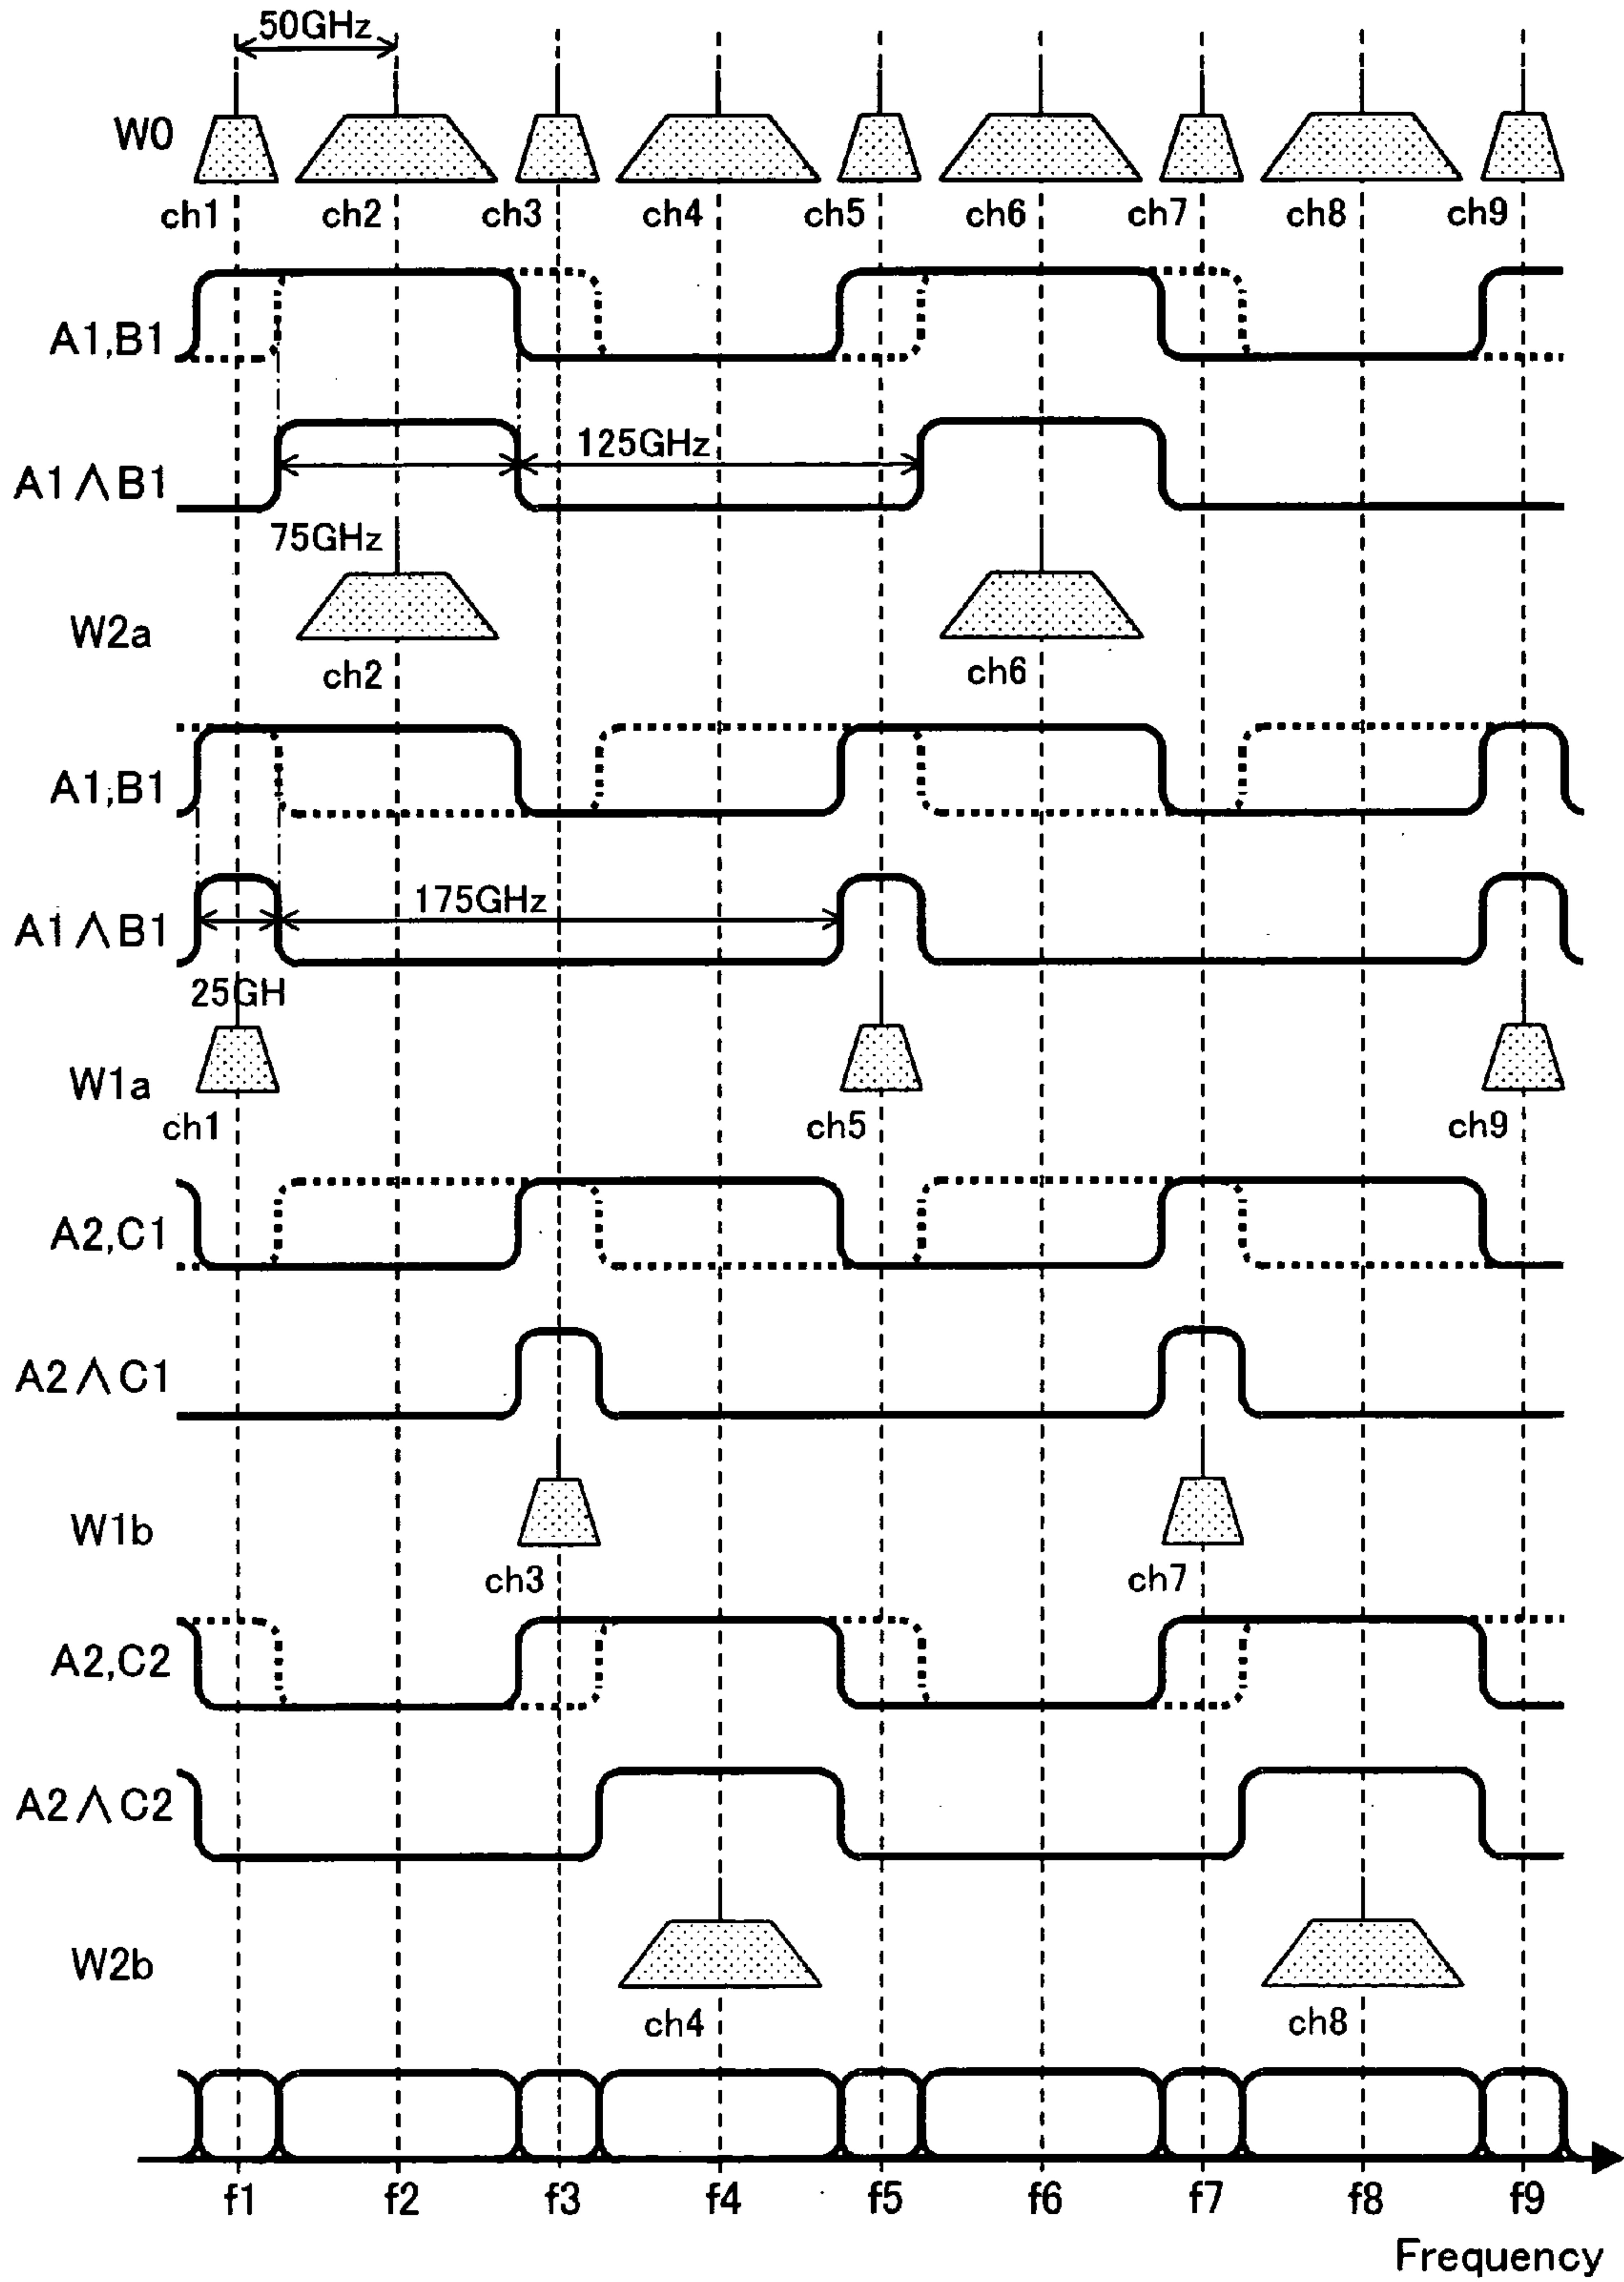 50GHz
W0
ch1 ch2 ch3 ch4 ch5 ch6 ch7 ch8 ch9
A1,B1
125GHz
A1∧B1
75GHz
W2a
ch2 ch6
A1,B1
175GHz
A1∧B1
25GH
W1a
ch1 ch5 ch9
A2,C1
A2∧C1
W1b
ch3 ch7
A2,C2
A2∧C2
W2b
ch4 ch8
f1 f2 f3 f4 f5 f6 f7 f8 f9
Frequency